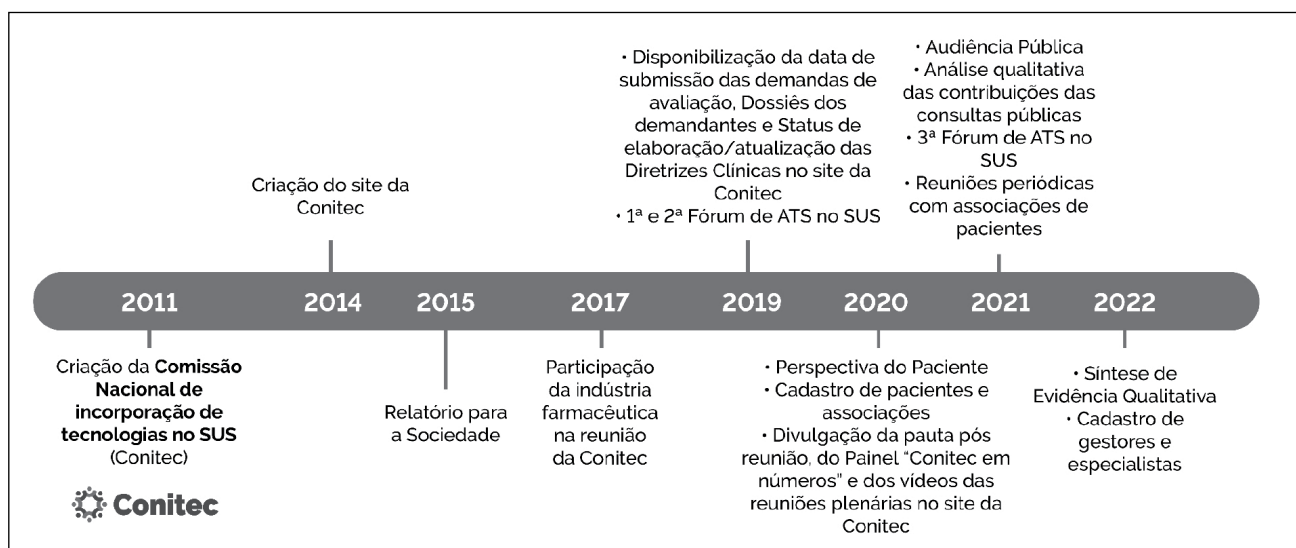 • Disponibilização da data de
submissão das demandas de
avaliação, Dossiês dos
demandantes e Status de
elaboração/atualização das
Diretrizes Clínicas no site da
Conitec
• 1ª e 2ª Fórum de ATS no SUS
• Audiência Pública
• Análise qualitativa
das contribuições das
consultas públicas
• 3ª Fórum de ATS no
SUS
• Reuniões periódicas
com associações de
pacientes
Criação do site da
Conitec
2011 2014 2015 2017 2019 2020 2021 2022
Criação da Comissão
Nacional de
incorporação de
tecnologias no SUS
(Conitec)
Relatório para
a Sociedade
Participação
da indústria
farmacêutica
na reunião
da Conitec
• Perspectiva do Paciente
• Cadastro de pacientes e
associações
• Divulgação da pauta pós
reunião, do Painel “Conitec em
números” e dos vídeos das
reuniões plenárias no site da
Conitec
• Síntese de
Evidência Qualitativa
• Cadastro de
gestores e
especialistas
Conitec